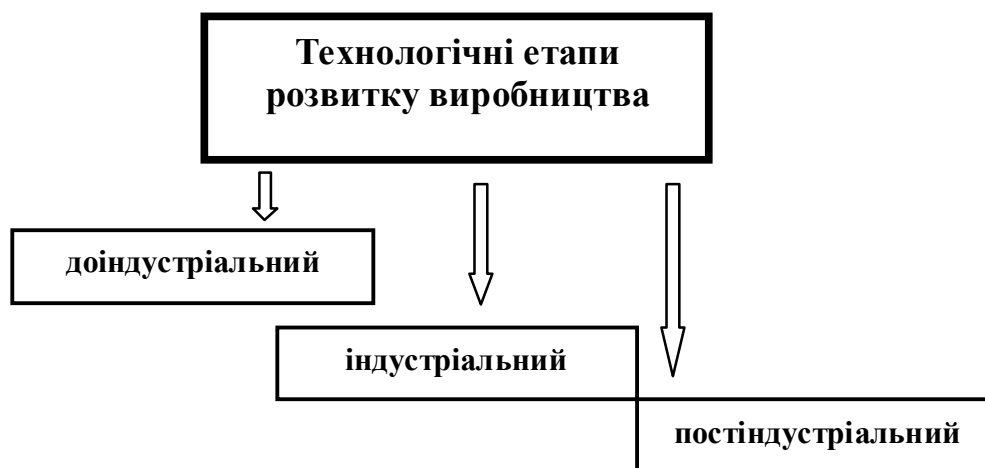 Технологічні етапи
розвитку виробництва
доіндустріальний
індустріальний
постіндустріальний